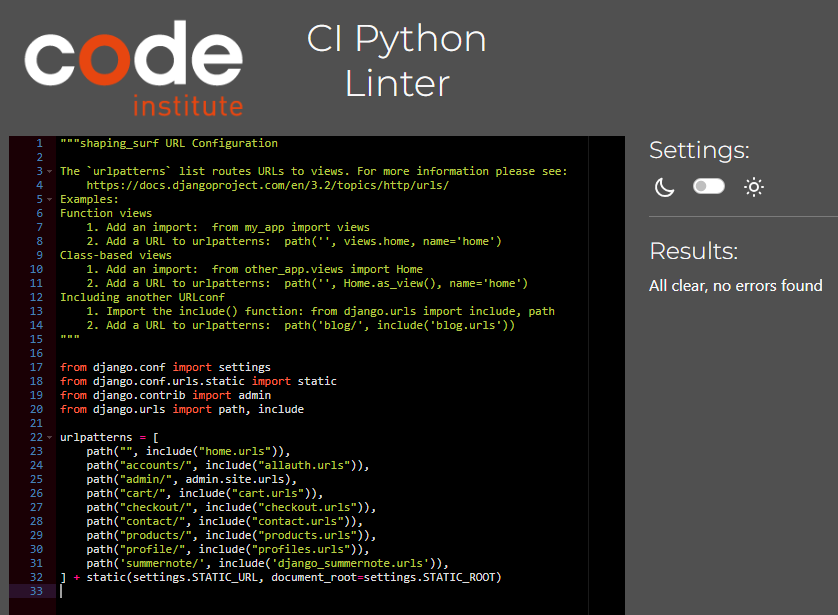 code
institute
CI Python
Linter
1 """shaping_surf URL Configuration
2
3 The `urlpatterns` list routes URLs to views. For more information please see:
4     https://docs.djangoproject.com/en/3.2/topics/http/urls/
5 Examples:
6 Function views
7     1. Add an import:  from my_app import views
8     2. Add a URL to urlpatterns:  path('', views.home, name='home')
9 Class-based views
10     1. Add an import:  from other_app.views import Home
11     2. Add a URL to urlpatterns:  path('', Home.as_view(), name='home')
12 Including another URLconf
13     1. Import the include() function: from django.urls import include, path
14     2. Add a URL to urlpatterns:  path('blog/', include('blog.urls'))
15 """
16
17 from django.conf import settings
18 from django.conf.urls.static import static
19 from django.contrib import admin
20 from django.urls import path, include
21
22 urlpatterns = [
23     path("", include("home.urls")),
24     path("accounts/", include("allauth.urls")),
25     path("admin/", admin.site.urls),
26     path("cart/", include("cart.urls")),
27     path("checkout/", include("checkout.urls")),
28     path("contact/", include("contact.urls")),
29     path("products/", include("products.urls")),
30     path("profile/", include("profiles.urls")),
31     path('summernote/', include('django_summernote.urls')),
32 ] + static(settings.STATIC_URL, document_root=settings.STATIC_ROOT)
33
Settings:
Results:
All clear, no errors found